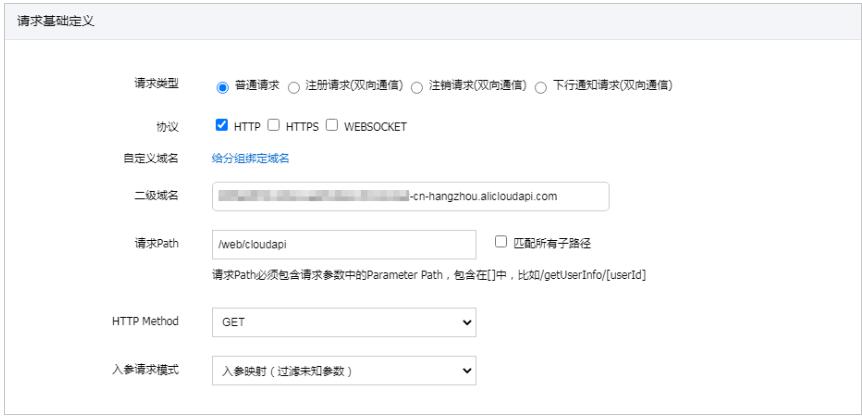 请求基础定义
请求类型 普通请求 注册请求(双向通信) 注销请求(双向通信) 下行通知请求(双向通信)
协议 HTTP HTTPS WEBSOCKET
自定义域名 给分组绑定域名
二级域名 -cn-hangzhou.alicloudapi.com
请求Path /web/cloudapi 匹配所有子路径
请求Path必须包含请求参数中的Parameter Path，包含在[]中，比如/getUserInfo/[userId]
HTTP Method GET
入参请求模式 入参映射（过滤未知参数）